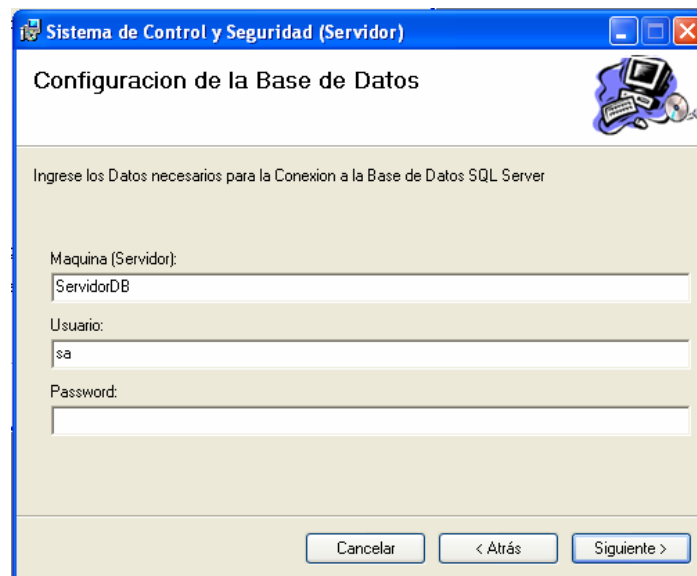 Sistema de Control y Seguridad (Servidor)
Configuracion de la Base de Datos
Ingrese los Datos necesarios para la Conexion a la Base de Datos SQL Server
Maquina (Servidor):
ServidorDB
Usuario:
sa
Password:
Cancelar
< Atrás
Siguiente >